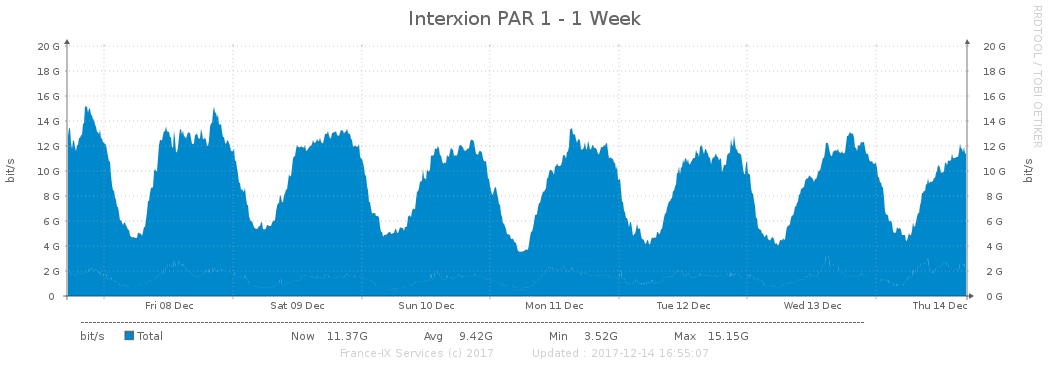 Interxion PAR 1 - 1 Week
RRDTOOL / TOBI OETIKER
bit/s
bit/s
20 G
20 G
18 G
18 G
16 G
16 G
14 G
14 G
12 G
12 G
10 G
10 G
8 G
8 G
6 G
6 G
4 G
4 G
2 G
2 G
0
0 G
Fri 08 Dec Sat 09 Dec Sun 10 Dec Mon 11 Dec Tue 12 Dec Wed 13 Dec Thu 14 Dec
bit/s Total Now 11.37G Avg 9.42G Min 3.52G Max 15.15G
France-IX Services (c) 2017 Updated : 2017-12-14 16:55:07